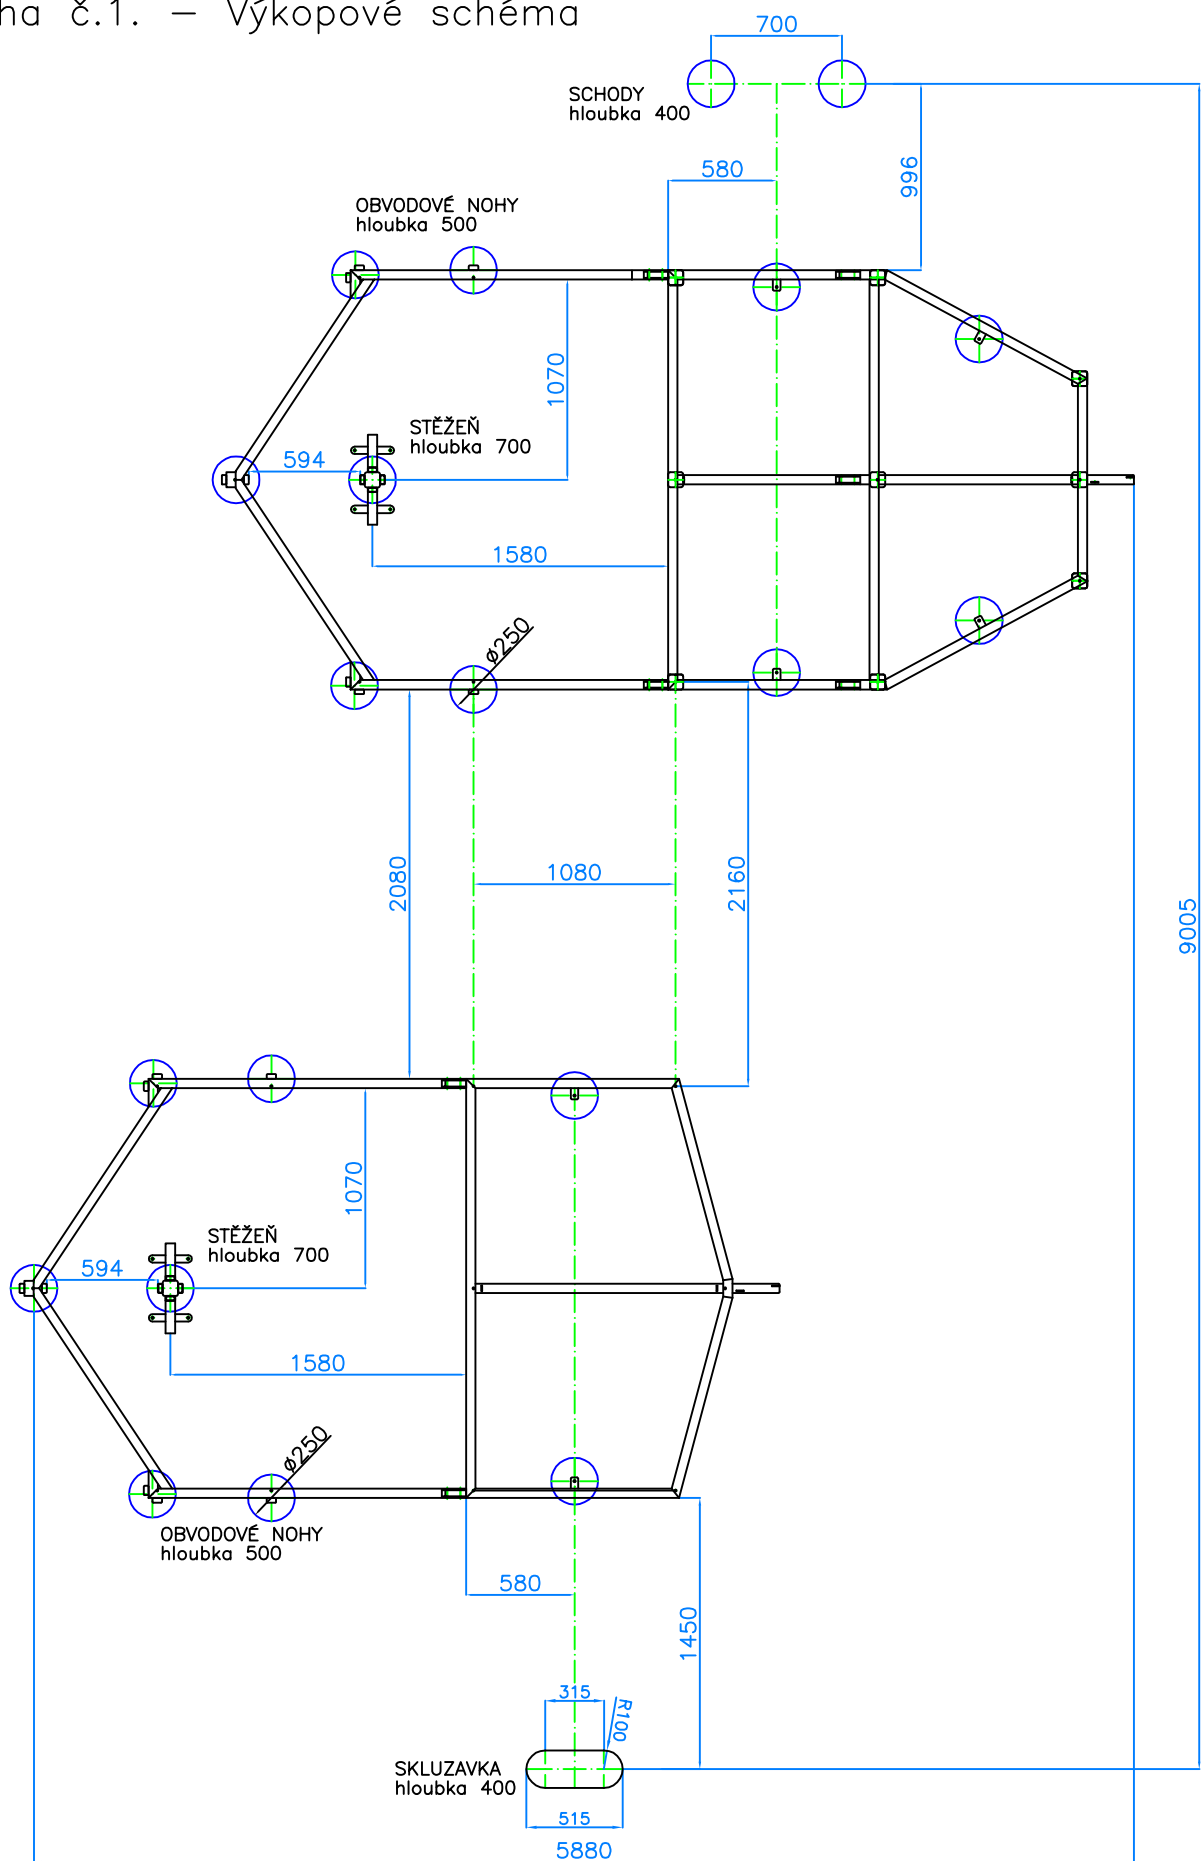 ha č.1. – Výkopové schéma
700
SCHODY
hloubka 400
996
580
OBVODOVÉ NOHY
hloubka 500
1070
STĚŽEŇ
hloubka 700
594
1580
ø250
2080
1080
2160
9005
1070
STĚŽEŇ
hloubka 700
594
1580
ø250
OBVODOVÉ NOHY
hloubka 500
580
1450
315
R100
SKLUZAVKA
hloubka 400
515
5880